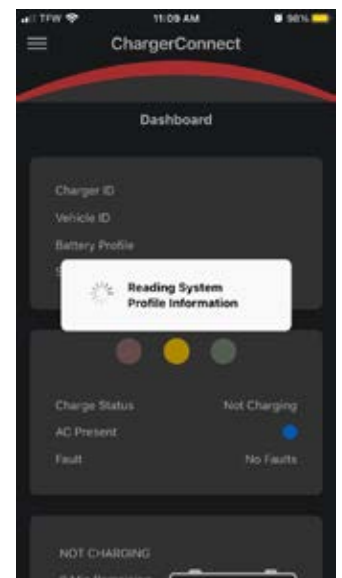 TFW 11:09 AM 98%
ChargerConnect
Dashboard
Charger ID
Vehicle ID
Battery Profile
Reading System
Profile Information
Charge Status Not Charging
AC Present
Fault No Faults
NOT CHARGING